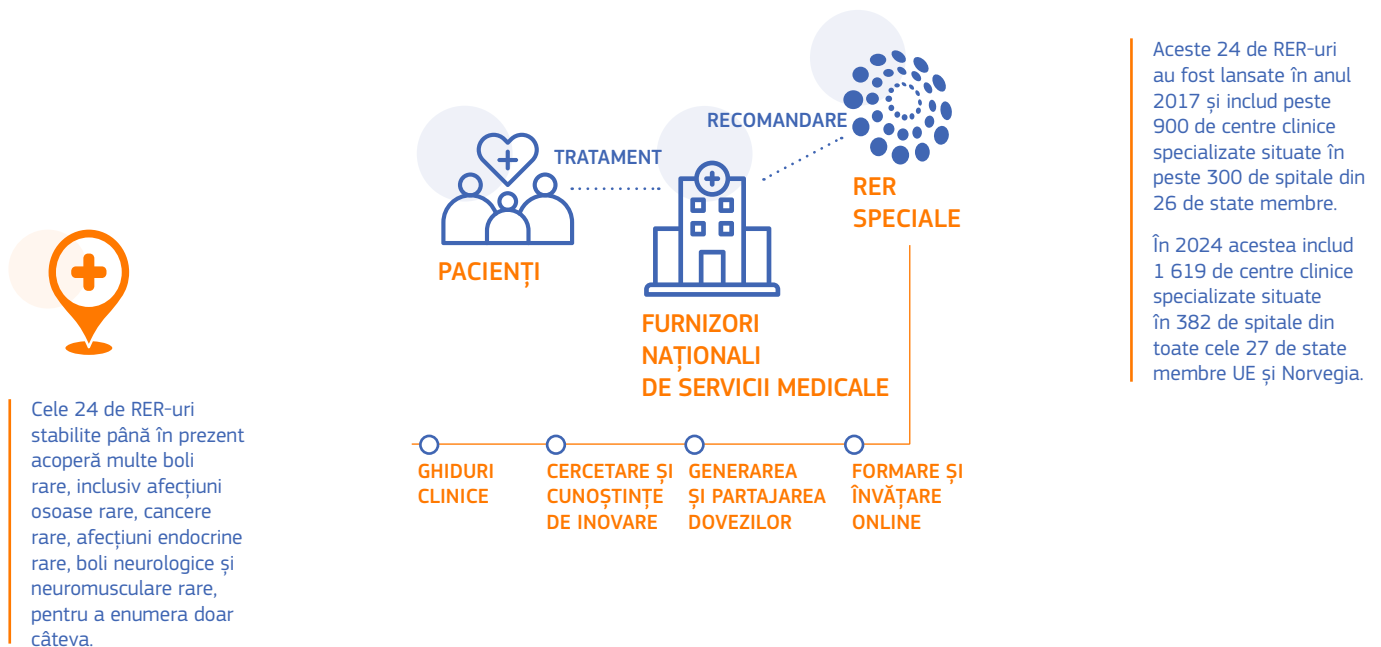 Cele 24 de RER-uri
stabilite până în prezent
acoperă multe boli
rare, inclusiv afecțiuni
osoase rare, cancere
rare, afecțiuni endocrine
rare, boli neurologice și
neuromusculare rare,
pentru a enumera doar
câteva.
PACIENȚI
TRATAMENT
FURNIZORI
NAȚIONALI
DE SERVICII MEDICALE
RECOMANDARE
RER
SPECIALE
GHIDURI
CLINICE
CERCETARE ȘI
CUNOȘTINȚE
DE INOVARE
GENERAREA
ȘI PARTAJAREA
DOVEZILOR
FORMARE ȘI
ÎNVĂȚARE
ONLINE
Aceste 24 de RER-uri
au fost lansate în anul
2017 și includ peste
900 de centre clinice
specializate situate în
peste 300 de spitale din
26 de state membre.
În 2024 acestea includ
1 619 de centre clinice
specializate situate
în 382 de spitale din
toate cele 27 de state
membre UE și Norvegia.